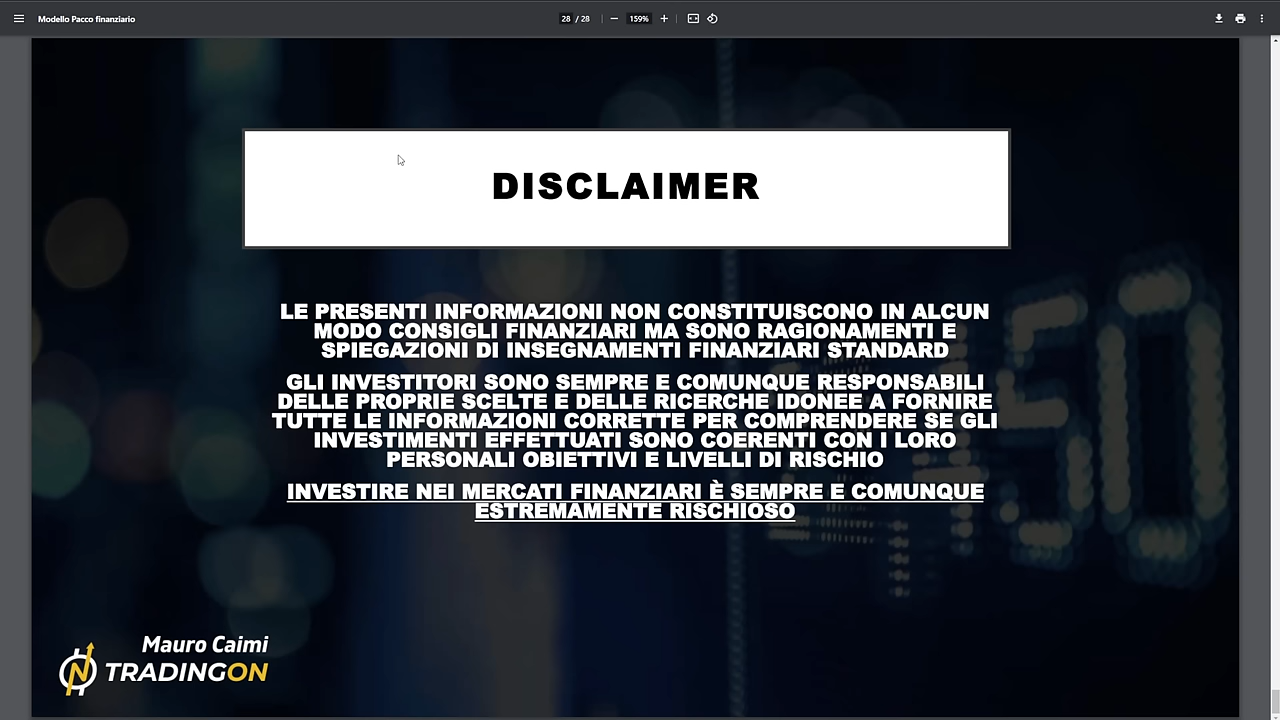 Modello Pacco finanziario
28 / 28
159%
DISCLAIMER
LE PRESENTI INFORMAZIONI NON CONSTITUISCONO IN ALCUN
MODO CONSIGLI FINANZIARI MA SONO RAGIONAMENTI E
SPIEGAZIONI DI INSEGNAMENTI FINANZIARI STANDARD
GLI INVESTITORI SONO SEMPRE E COMUNQUE RESPONSABILI
DELLE PROPRIE SCELTE E DELLE RICERCHE IDONEE A FORNIRE
TUTTE LE INFORMAZIONI CORRETTE PER COMPRENDERE SE GLI
INVESTIMENTI EFFETTUATI SONO COERENTI CON I LORO
PERSONALI OBIETTIVI E LIVELLI DI RISCHIO
INVESTIRE NEI MERCATI FINANZIARI È SEMPRE E COMUNQUE
ESTREMAMENTE RISCHIOSO
Mauro Caimi
TRADINGON